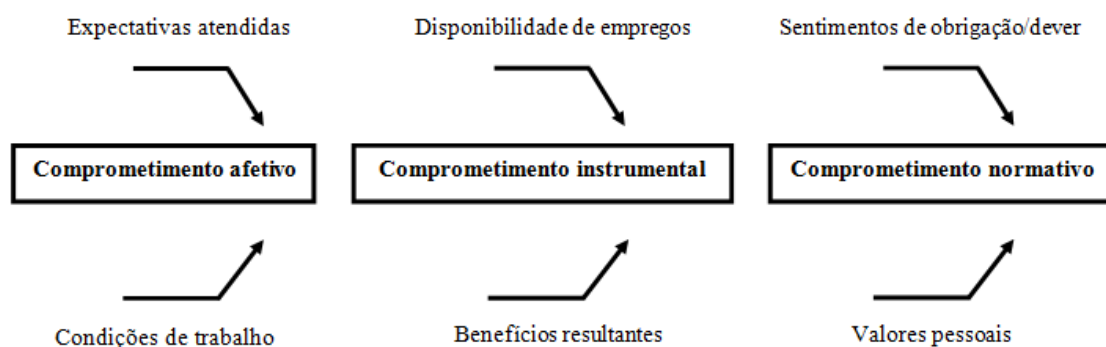 Expectativas atendidas
Disponibilidade de empregos
Sentimentos de obrigação/dever
Comprometimento afetivo
Comprometimento instrumental
Comprometimento normativo
Condições de trabalho
Benefícios resultantes
Valores pessoais